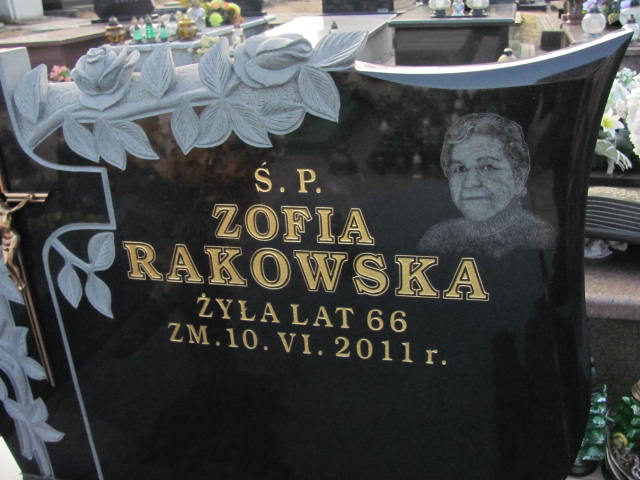 Ś. P.
ZOFIA
RAKOWSKA
ŻYŁA LAT 66
ZM. 10. VI. 2011 r.